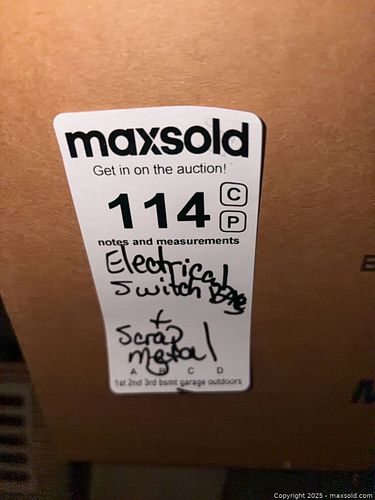 maxsold
Get in on the auction!
114
C
P
notes and measurements
Electrical
Switch
+
Scrap
metal
A B C D
1st 2nd 3rd bsmt garage outdoors
Copyright 2025 - maxsold.com